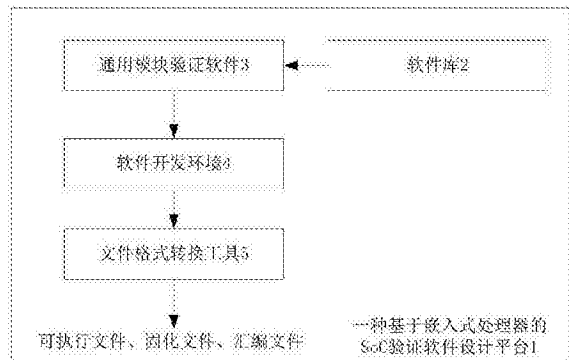 通用模块验证软件3
软件库2
软件开发环境4
文件格式转换工具5
可执行文件、固化文件、汇编文件
一种基于嵌入式处理器的
SoC验证软件设计平台1